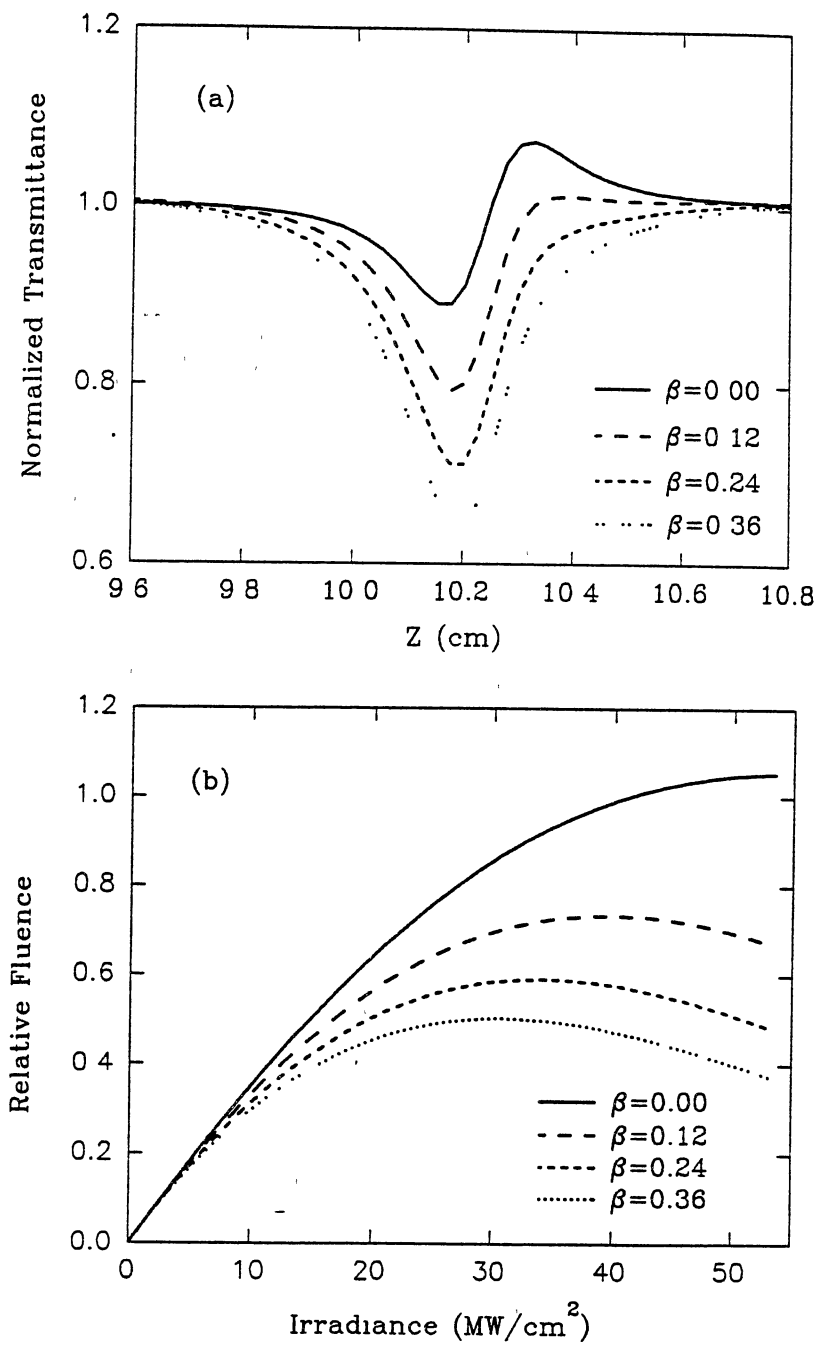 1.2
(a)
1.0
0.8
0.6
Normalized Transmittance
β=0 00
β=0 12
β=0.24
β=0 36
9 6
9 8
10 0
10.2
10 4
10.6
10.8
Z (cm)
1.2
(b)
1.0
0.8
0.6
0 4
0.2
0.0
Relative Fluence
β=0.00
β=0.12
β=0.24
β=0.36
0
10
20
30
40
50
Irradiance (MW/cm²)